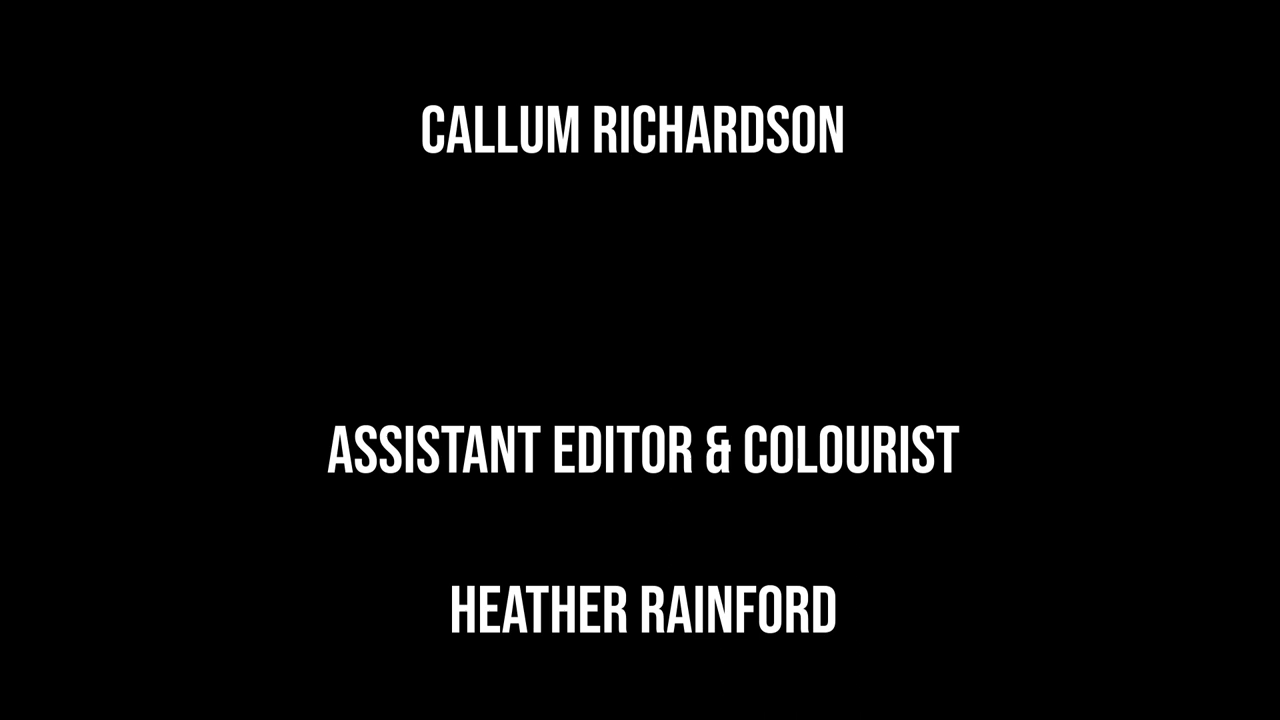 CALLUM RICHARDSON
ASSISTANT EDITOR & COLOURIST
HEATHER RAINFORD